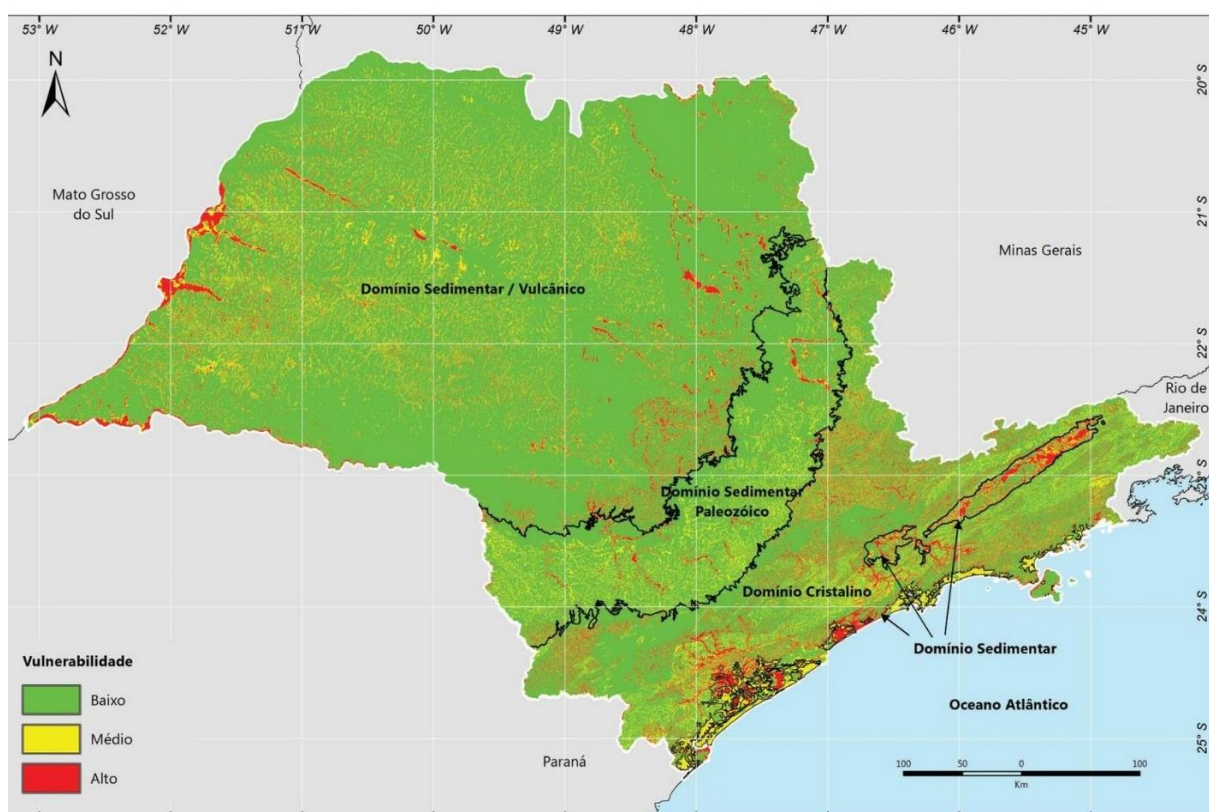 53° W 52° W 51° W 50° W 49° W 48° W 47° W 46° W 45° W
N
20° S
21° S
22° S
23° S
24° S
25° S
Mato Grosso
do Sul
Minas Gerais
Rio de
Janeiro
Domínio Sedimentar / Vulcânico
Domínio Sedimentar
Paleozóico
Domínio Cristalino
Domínio Sedimentar
Oceano Atlântico
Paraná
Vulnerabilidade
Baixo
Médio
Alto
100 50 0 100
Km